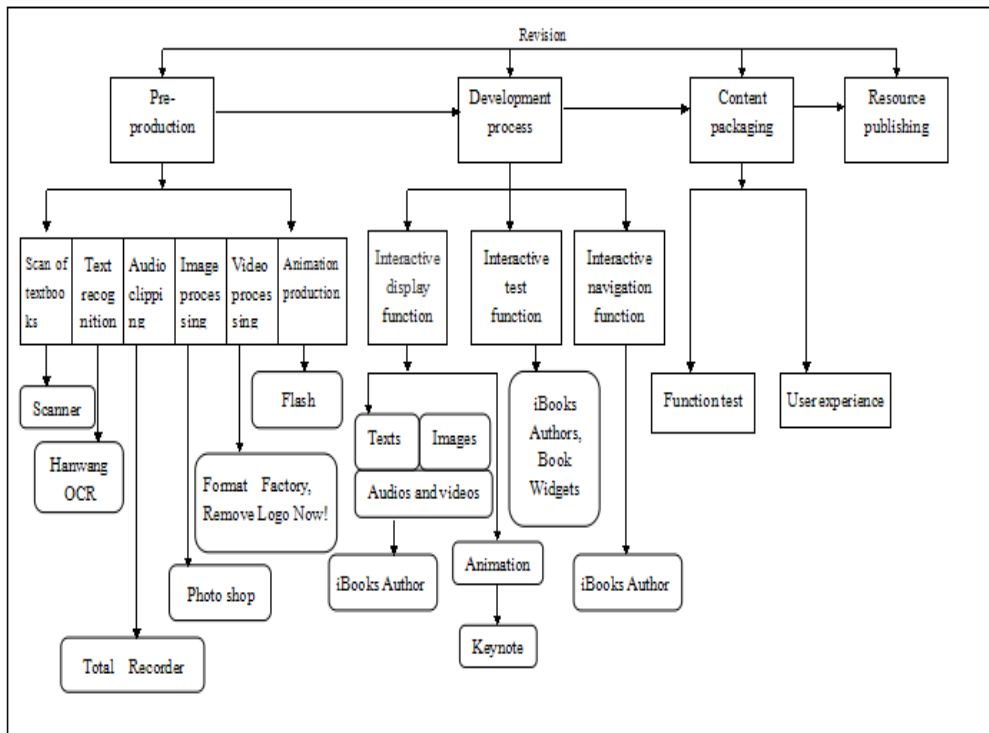 Revision
Pre-
production
Development
process
Content
packaging
Resource
publishing
Scan of
textboo
ks
Text
recog
nition
Audio
clippi
ng
Image
proces
sing
Video
proces
sing
Animation
production
Interactive
display
function
Interactive
test
function
Interactive
navigation
function
Scanner
Hanwang
OCR
Flash
Format Factory,
Remove Logo Now!
Photo shop
Total Recorder
Texts
Images
Audios and videos
iBooks Author
Animation
Keynote
iBooks
Authors,
Book
Widgets
iBooks Author
Function test
User experience